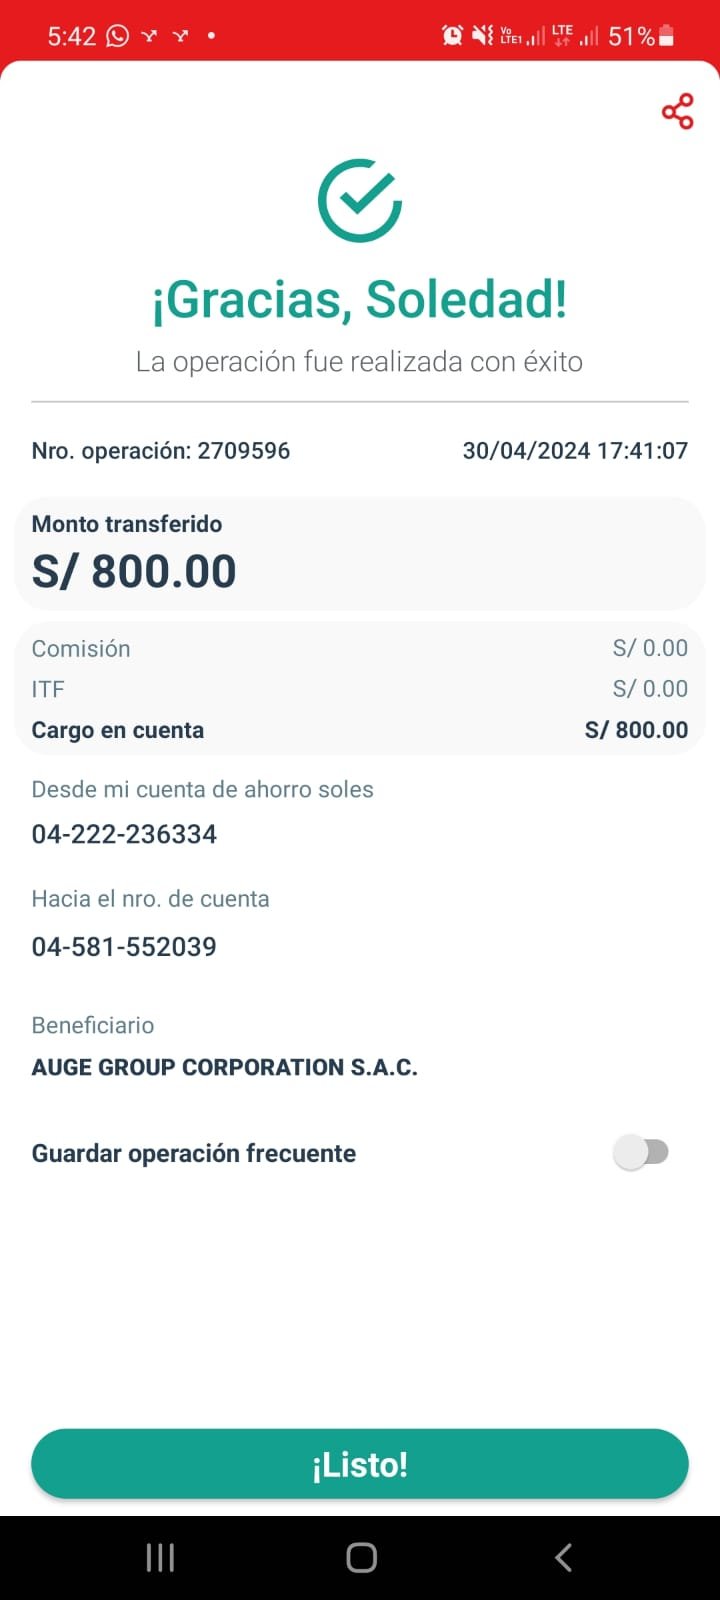 5:42
Vo LTE1 LTE 51%
¡Gracias, Soledad!
La operación fue realizada con éxito
Nro. operación: 2709596 30/04/2024 17:41:07
Monto transferido
S/ 800.00
Comisión S/ 0.00
ITF S/ 0.00
Cargo en cuenta S/ 800.00
Desde mi cuenta de ahorro soles
04-222-236334
Hacia el nro. de cuenta
04-581-552039
Beneficiario
AUGE GROUP CORPORATION S.A.C.
Guardar operación frecuente
¡Listo!